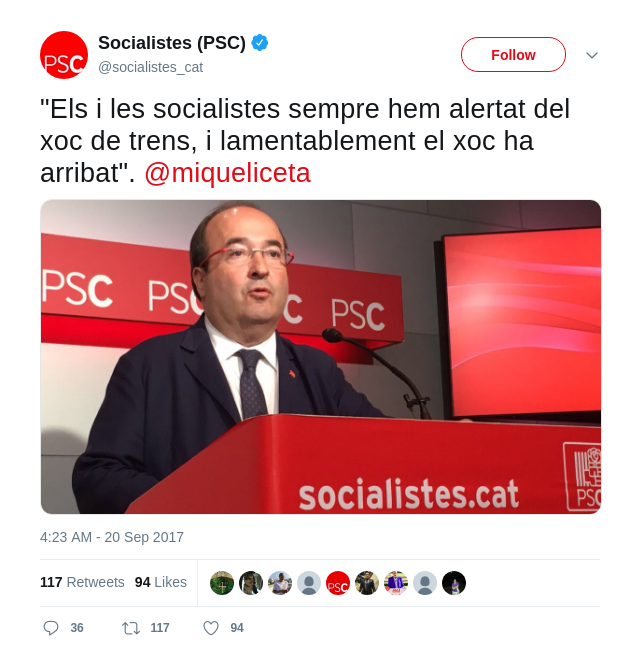 PSC
Socialistes (PSC)
@socialistes_cat
Follow
"Els i les socialistes sempre hem alertat del
xoc de trens, i lamentablement el xoc ha
arribat". @miqueliceta
PSC
PSC
C
PSC
socialistes.cat
PSC
4:23 AM - 20 Sep 2017
117 Retweets 94 Likes
PSC
36 117 94